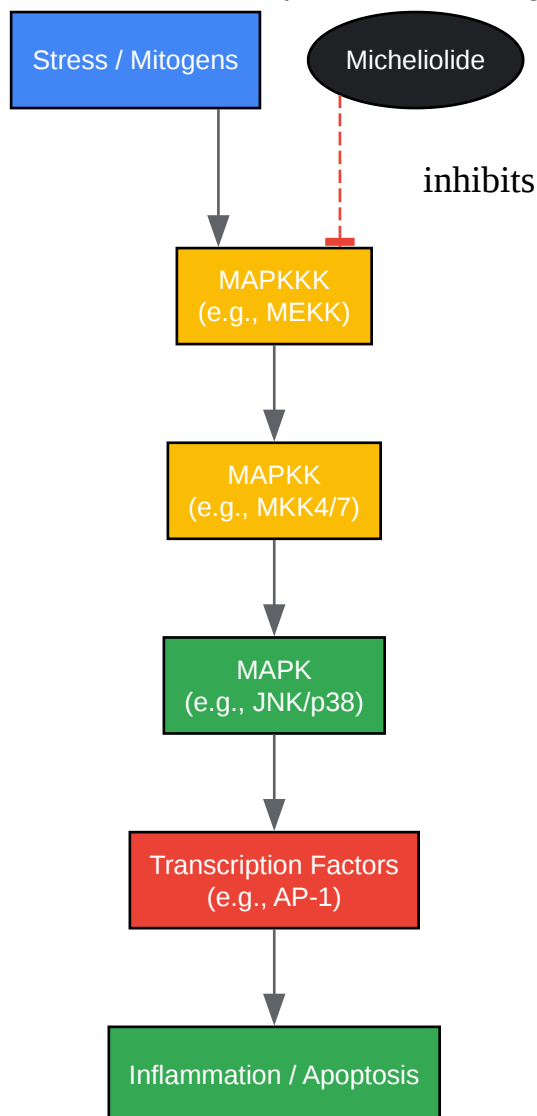 Stress / Mitogens
Micheliolide
inhibits
MAPKKK
(e.g., MEKK)
MAPKK
(e.g., MKK4/7)
MAPK
(e.g., JNK/p38)
Transcription Factors
(e.g., AP-1)
Inflammation / Apoptosis